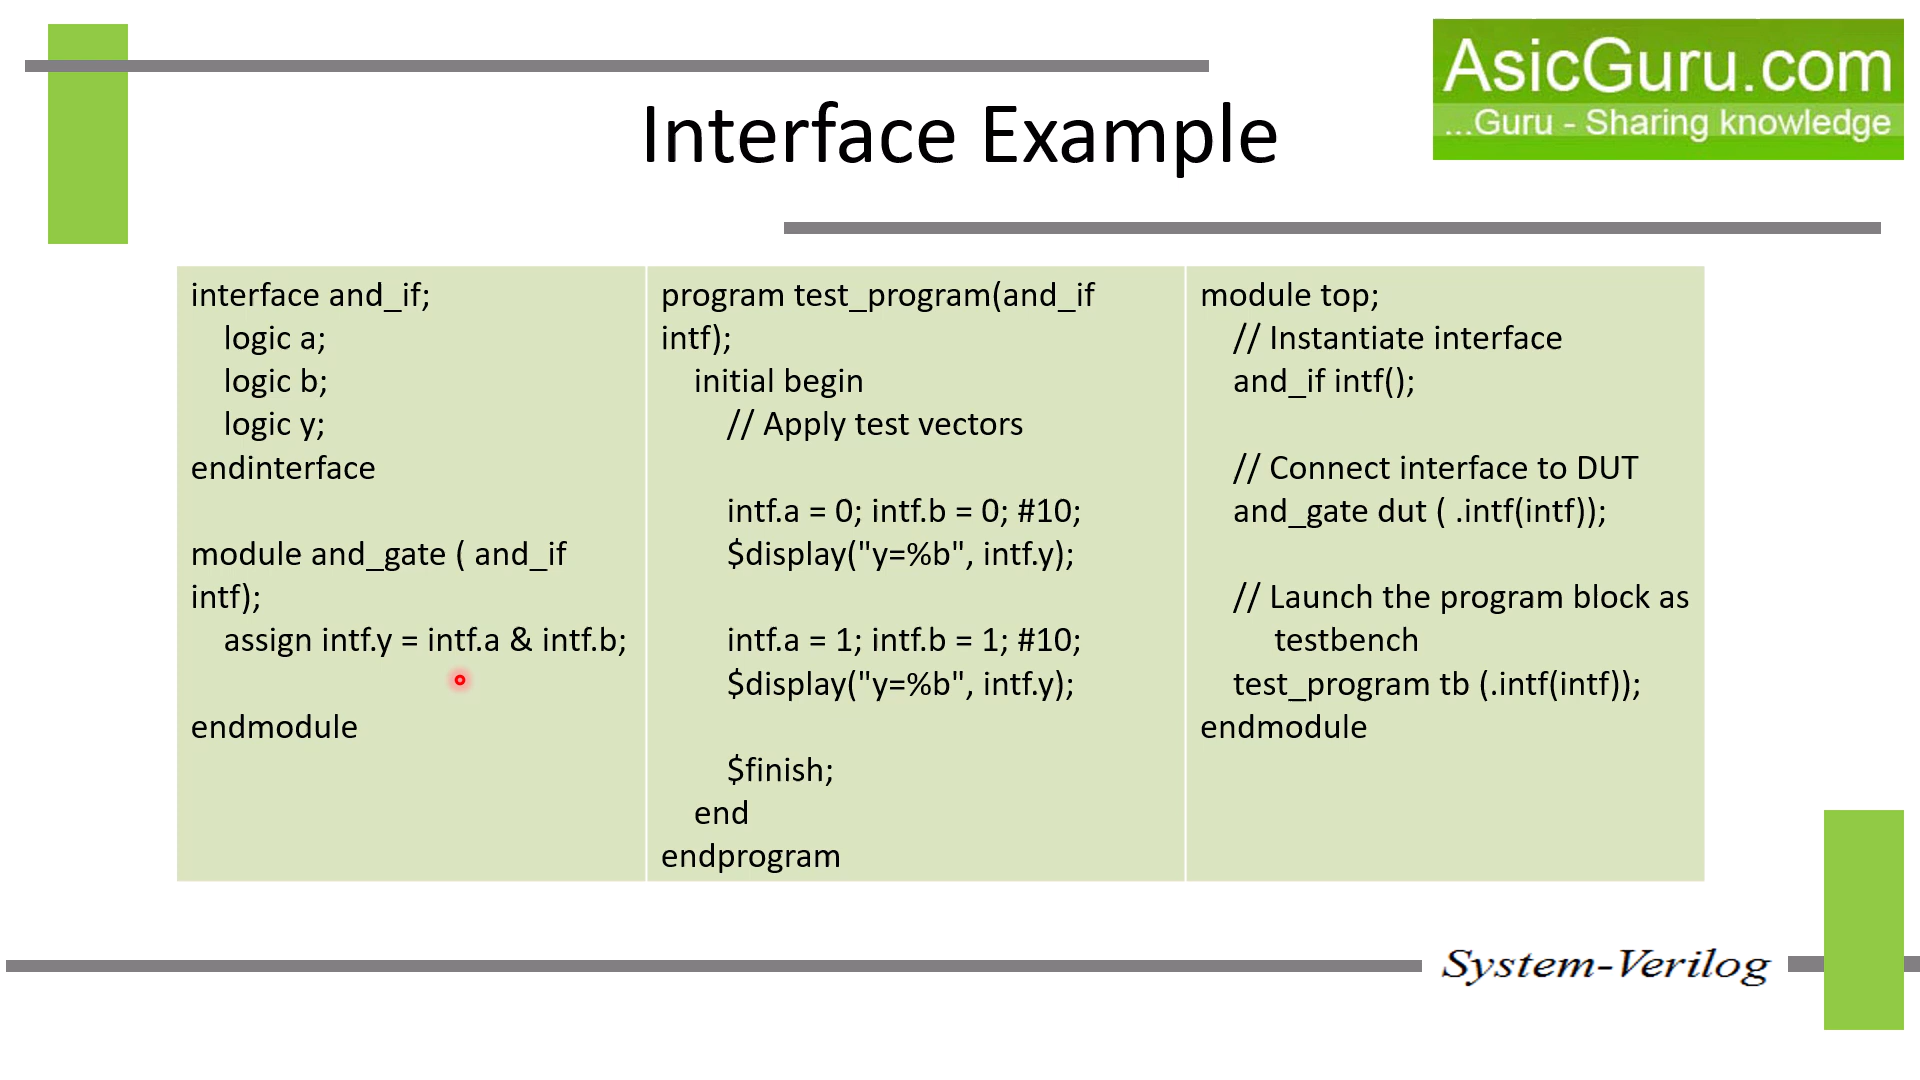 AsicGuru.com
...Guru - Sharing knowledge
Interface Example
interface and_if;
logic a;
logic b;
logic y;
endinterface
module and_gate ( and_if
intf);
assign intf.y = intf.a & intf.b;
endmodule
program test_program(and_if
intf);
initial begin
// Apply test vectors
intf.a = 0; intf.b = 0; #10;
$display("y=%b", intf.y);
intf.a = 1; intf.b = 1; #10;
$display("y=%b", intf.y);
$finish;
end
endprogram
module top;
// Instantiate interface
and_if intf();
// Connect interface to DUT
and_gate dut ( .intf(intf));
// Launch the program block as
testbench
test_program tb (.intf(intf));
endmodule
System-Verilog